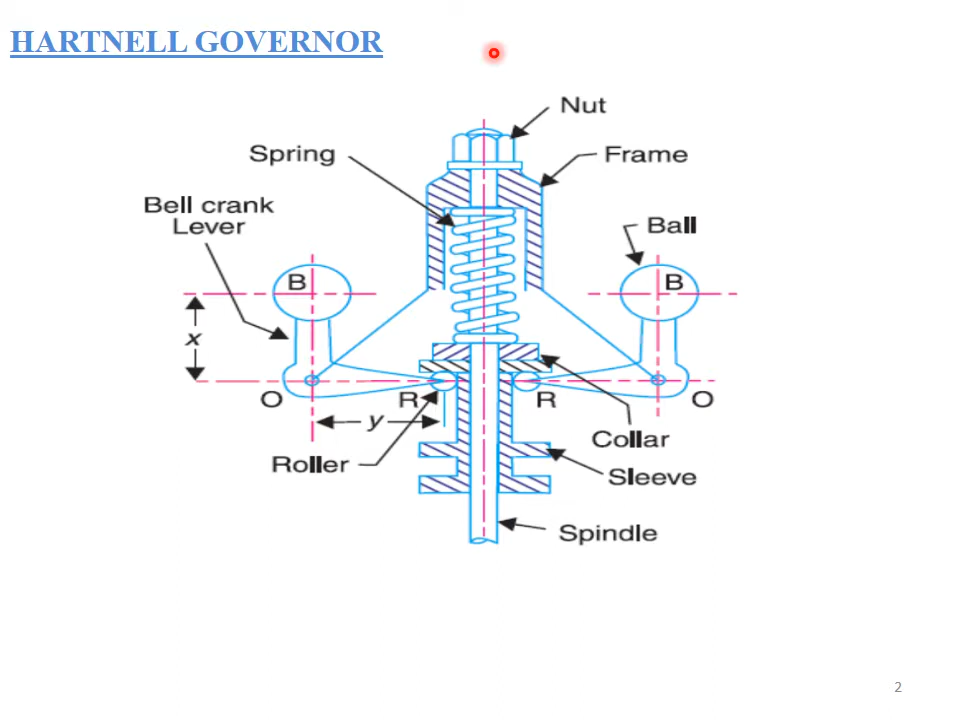 HARTNELL GOVERNOR
Nut
Spring
Frame
Bell crank
Lever
Ball
B
B
x
O
R
R
O
y
Collar
Roller
Sleeve
Spindle
2